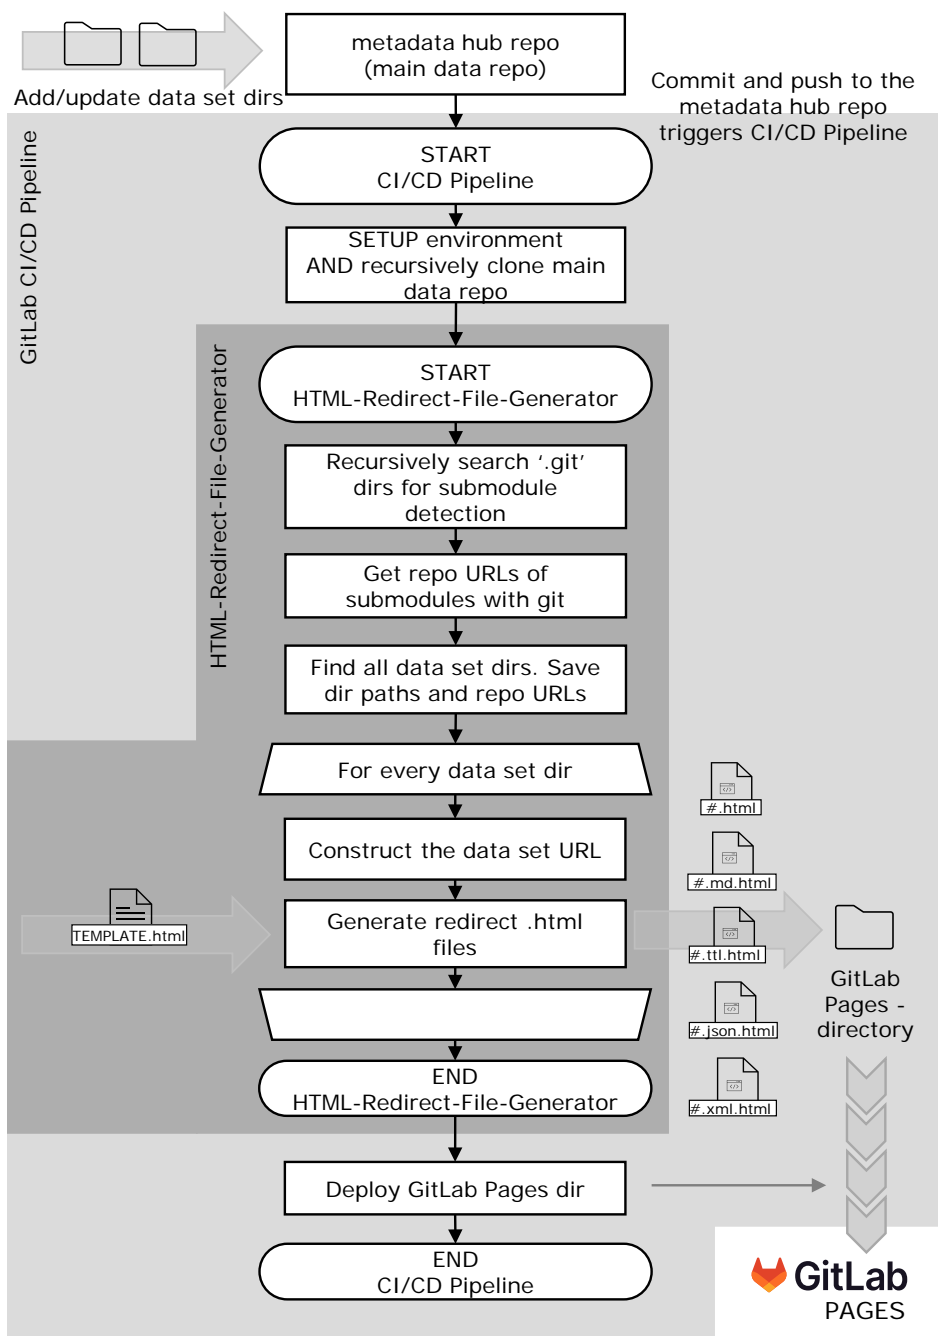 metadata hub repo
(main data repo)
Add/update data set dirs
Commit and push to the
metadata hub repo
triggers CI/CD Pipeline
GitLab CI/CD Pipeline
START
CI/CD Pipeline
SETUP environment
AND recursively clone main
data repo
HTML-Redirect-File-Generator
START
HTML-Redirect-File-Generator
Recursively search ‘.git’
dirs for submodule
detection
Get repo URLs of
submodules with git
Find all data set dirs. Save
dir paths and repo URLs
For every data set dir
Construct the data set URL
TEMPLATE.html
Generate redirect .html
files
#.html
#.md.html
#.ttl.html
#.json.html
#.xml.html
GitLab
Pages -
directory
END
HTML-Redirect-File-Generator
Deploy GitLab Pages dir
END
CI/CD Pipeline
GitLab
PAGES